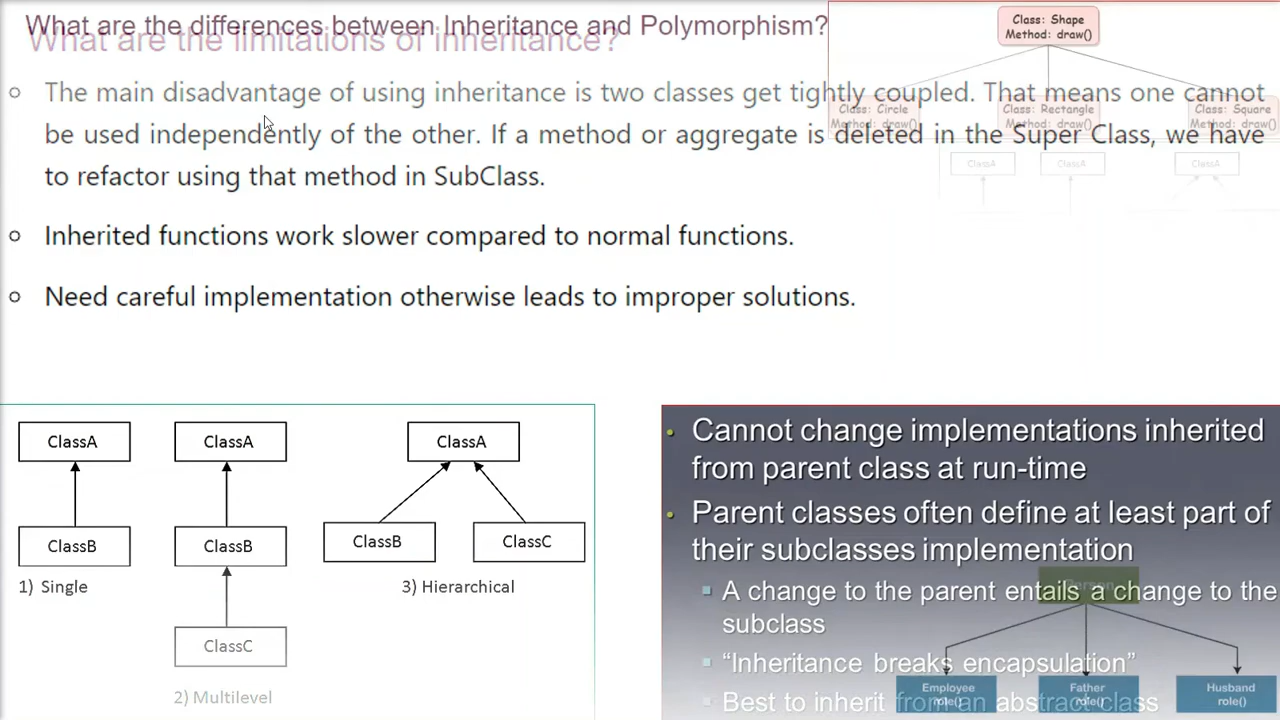 What are the differences between Inheritance and Polymorphism?
What are the limitations of inheritance?
Class: Shape
Method: draw()
The main disadvantage of using inheritance is two classes get tightly coupled. That means one cannot
be used independently of the other. If a method or aggregate is deleted in the Super Class, we have
to refactor using that method in SubClass.
Class: Circle
Method: draw()
Class: Rectangle
Method: draw()
Class: Square
Method: draw()
ClassA
ClassA
ClassA
Inherited functions work slower compared to normal functions.
Need careful implementation otherwise leads to improper solutions.
ClassA
ClassB
1) Single
ClassA
ClassB
ClassC
2) Multilevel
ClassA
ClassB
ClassC
3) Hierarchical
Cannot change implementations inherited
from parent class at run-time
Parent classes often define at least part of
their subclasses implementation
A change to the parent entails a change to the
subclass
"Inheritance breaks encapsulation"
Best to inherit from an abstract class
Person
Employee
role()
Father
role()
Husband
role()